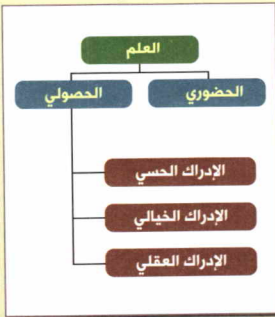 العلم
الحضوري
الحصولي
الإدراك الحسي
الإدراك الخيالي
الإدراك العقلي